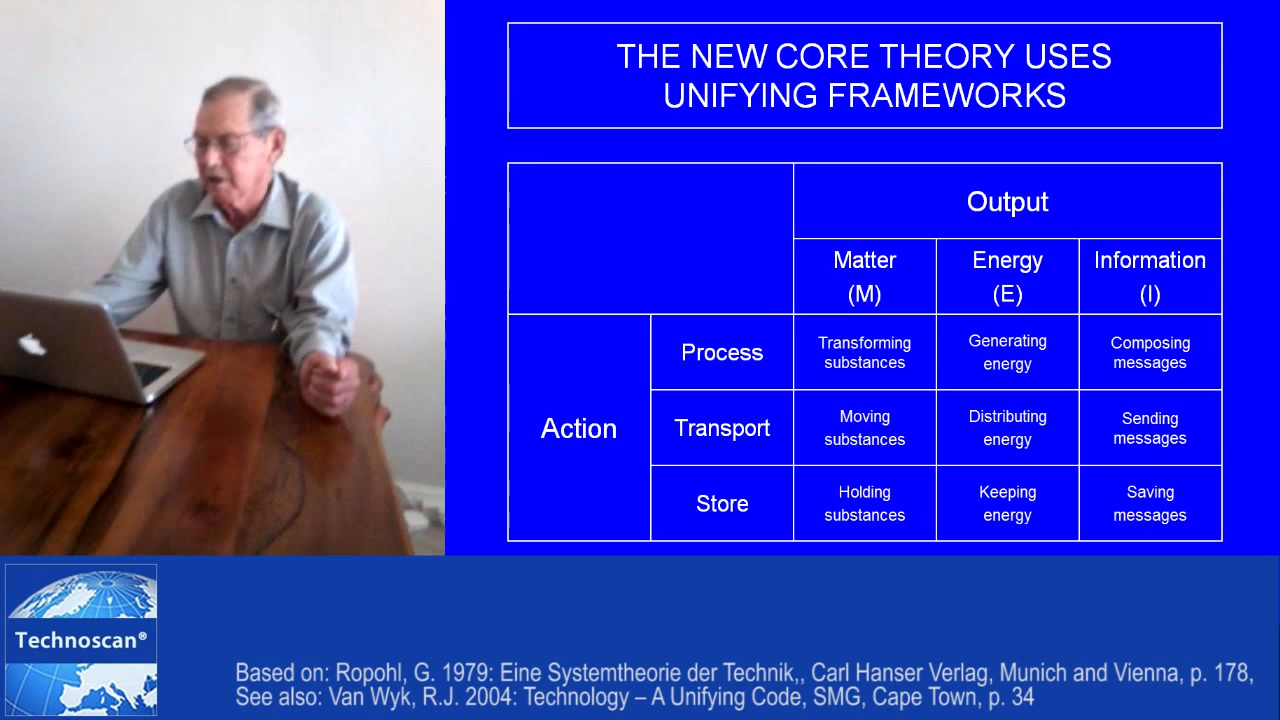 THE NEW CORE THEORY USES
UNIFYING FRAMEWORKS
Output
Matter
(M)
Energy
(E)
Information
(I)
Action
Process
Transforming
substances
Generating
energy
Composing
messages
Transport
Moving
substances
Distributing
energy
Sending
messages
Store
Holding
substances
Keeping
energy
Saving
messages
Technoscan®
Based on: Ropohl, G. 1979: Eine Systemtheorie der Technik,, Carl Hanser Verlag, Munich and Vienna, p. 178,
See also: Van Wyk, R.J. 2004: Technology – A Unifying Code, SMG, Cape Town, p. 34